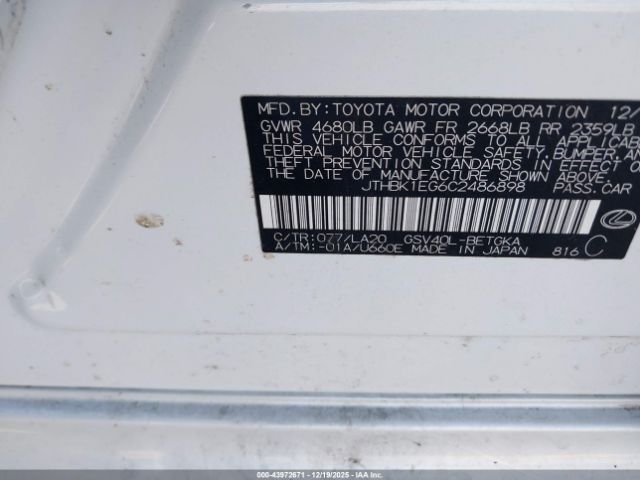 MFD.BY:TOYOTA MOTOR CORPORATION 12/
GVWR 4680LB GAWR FR 2668LB RR 2359LB
THIS VEHICLE CONFORMS TO ALL APPLICAB
FEDERAL MOTOR VEHICLE SAFETY, BUMPER, AN
THEFT PREVENTION STANDARDS IN EFFECT O
THE DATE OF MANUFACTURE SHOWN ABOVE.
JTHBK1EG6C2486898 PASS.CAR
C/TR:077/LA20 GSV40L-BETGKA
A/TM:-01A/U660E MADE IN JAPAN 816 C
000-43972671 - 12/19/2025 - IAAI.COM